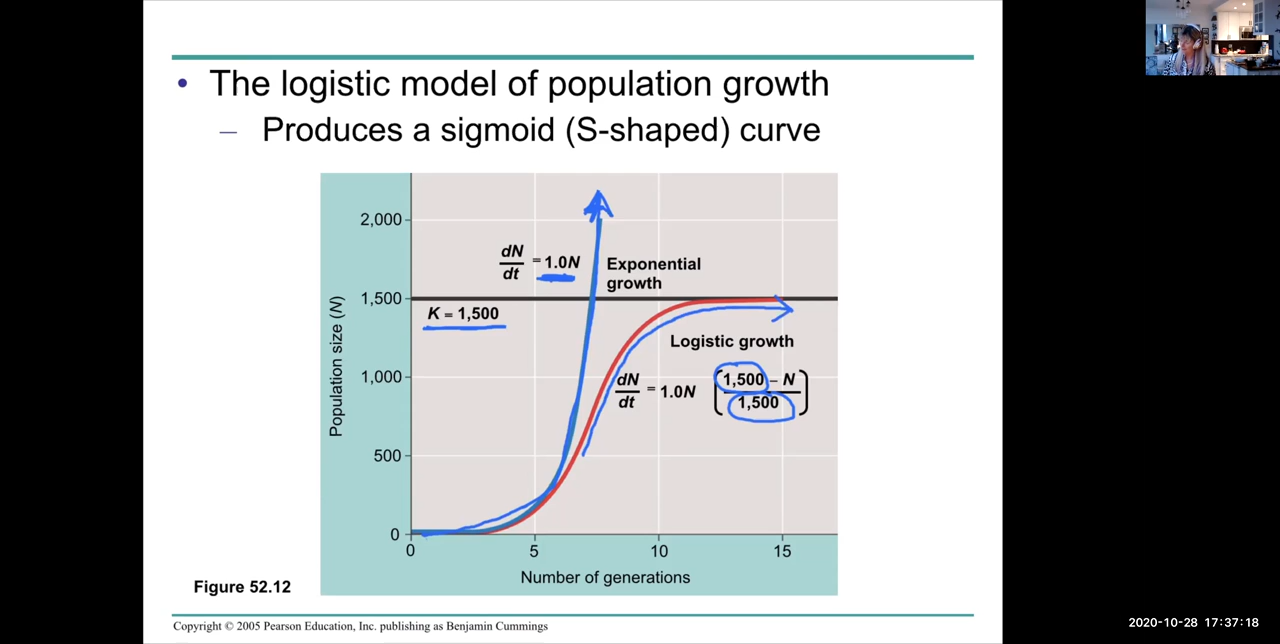 • The logistic model of population growth
– Produces a sigmoid (S-shaped) curve
2,000
dN
dt
= 1.0N
Exponential
growth
1,500
K = 1,500
Population size (N)
Logistic growth
1,000
dN
dt
= 1.0N
1,500 – N
1,500
500
0
0 5 10 15
Number of generations
Figure 52.12
Copyright © 2005 Pearson Education, Inc. publishing as Benjamin Cummings
2020-10-28 17:37:18